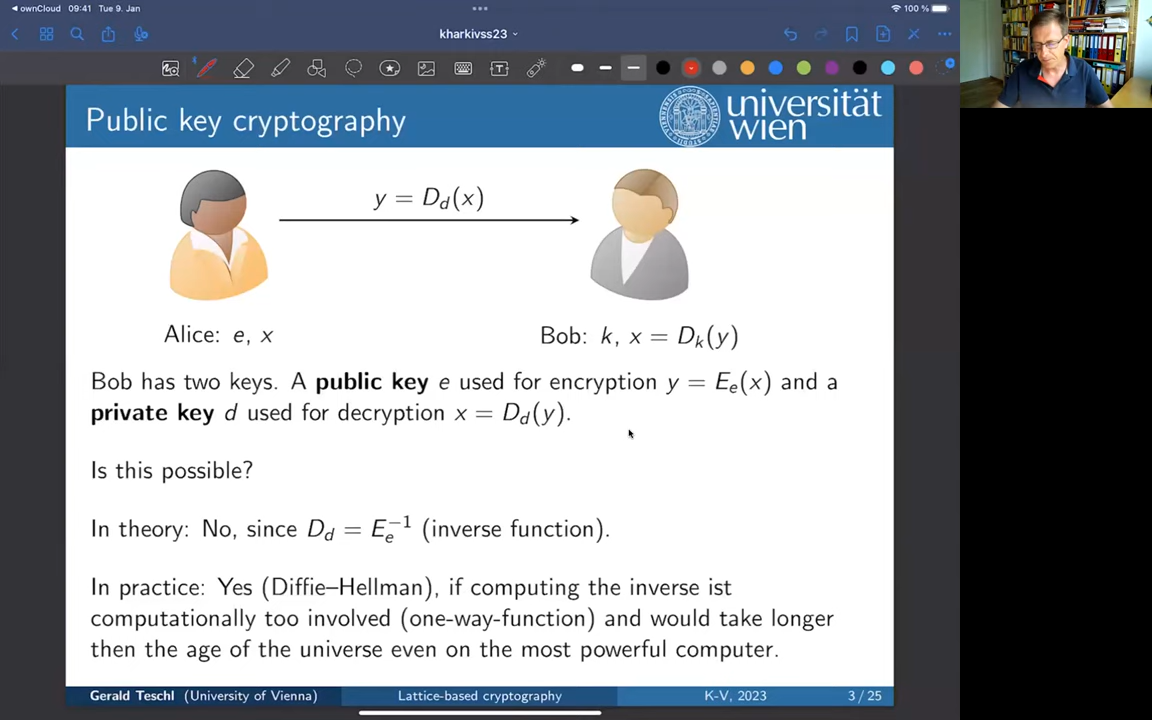 ownCloud 09:41 Tue 9. Jan
100 %
kharkivss23
Public key cryptography
universität
wien
y = D_d(x)
Alice: e, x
Bob: k, x = D_k(y)
Bob has two keys. A public key e used for encryption y = E_e(x) and a
private key d used for decryption x = D_d(y).
Is this possible?
In theory: No, since D_d = E_e^{-1} (inverse function).
In practice: Yes (Diffie–Hellman), if computing the inverse ist
computationally too involved (one-way-function) and would take longer
then the age of the universe even on the most powerful computer.
Gerald Teschl (University of Vienna) Lattice-based cryptography K-V, 2023 3 / 25